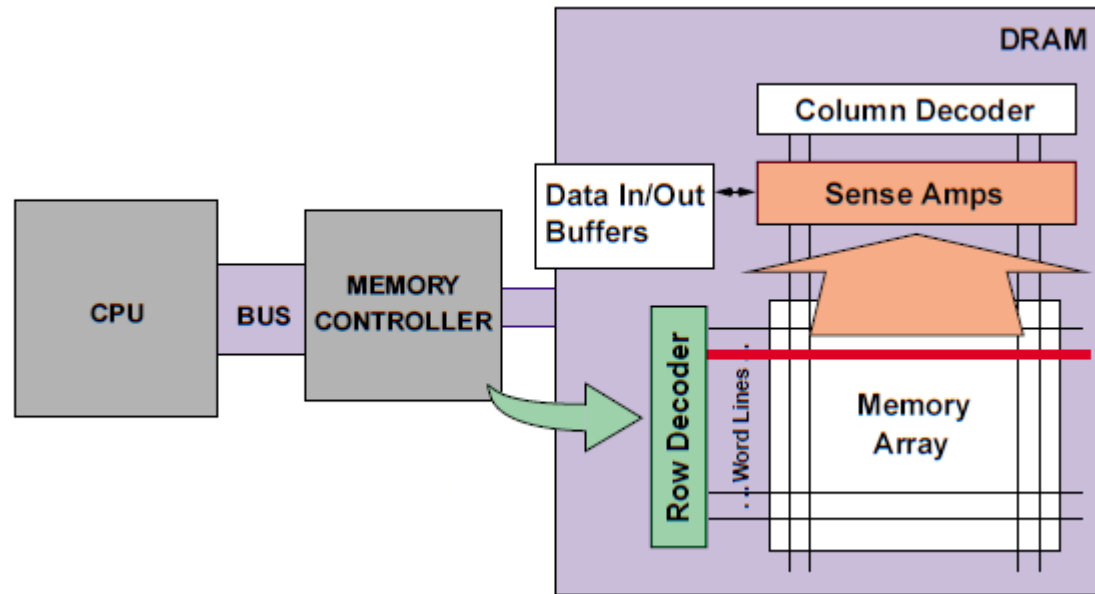 DRAM
Column Decoder
Sense Amps
Data In/Out
Buffers
CPU
BUS
MEMORY
CONTROLLER
Row Decoder
...Word Lines...
Memory
Array